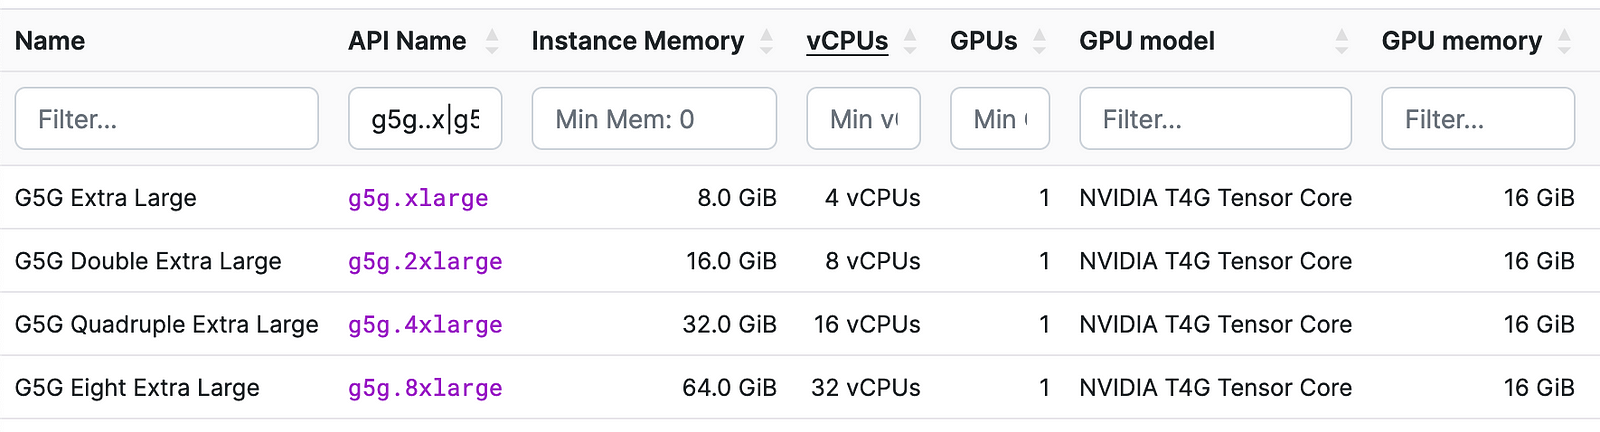 Name API Name Instance Memory vCPUs GPUs GPU model GPU memory
Filter... g5g..x|g5 Min Mem: 0 Min Min Filter... Filter...
G5G Extra Large g5g.xlarge 8.0 GiB 4 vCPUs 1 NVIDIA T4G Tensor Core 16 GiB
G5G Double Extra Large g5g.2xlarge 16.0 GiB 8 vCPUs 1 NVIDIA T4G Tensor Core 16 GiB
G5G Quadruple Extra Large g5g.4xlarge 32.0 GiB 16 vCPUs 1 NVIDIA T4G Tensor Core 16 GiB
G5G Eight Extra Large g5g.8xlarge 64.0 GiB 32 vCPUs 1 NVIDIA T4G Tensor Core 16 GiB